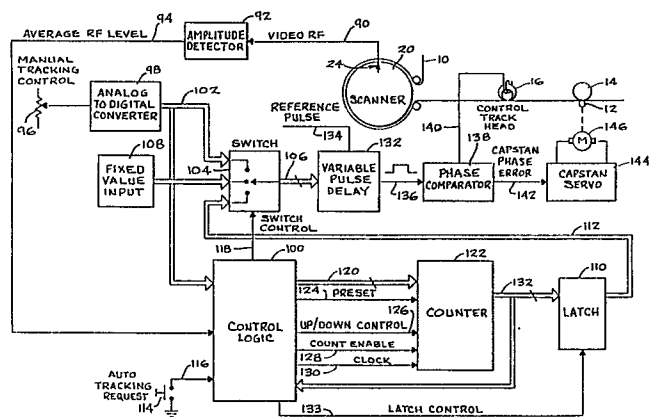 94
AVERAGE RF LEVEL
92
AMPLITUDE DETECTOR
VIDEO RF
90
24
20
10
SCANNER
16
CONTROL TRACK HEAD
14
12
MANUAL TRACKING CONTROL
96
98
ANALOG TO DIGITAL CONVERTER
102
108
FIXED VALUE INPUT
SWITCH
104
106
REFERENCE PULSE
134
132
VARIABLE PULSE DELAY
136
140
138
PHASE COMPARATOR
CAPSTAN PHASE ERROR
142
M
146
144
CAPSTAN SERVO
SWITCH CONTROL
118
112
100
CONTROL LOGIC
120
124
PRESET
126
UP/DOWN CONTROL
COUNT ENABLE
128
CLOCK
130
122
COUNTER
132
110
LATCH
116
AUTO TRACKING REQUEST
114
133
LATCH CONTROL